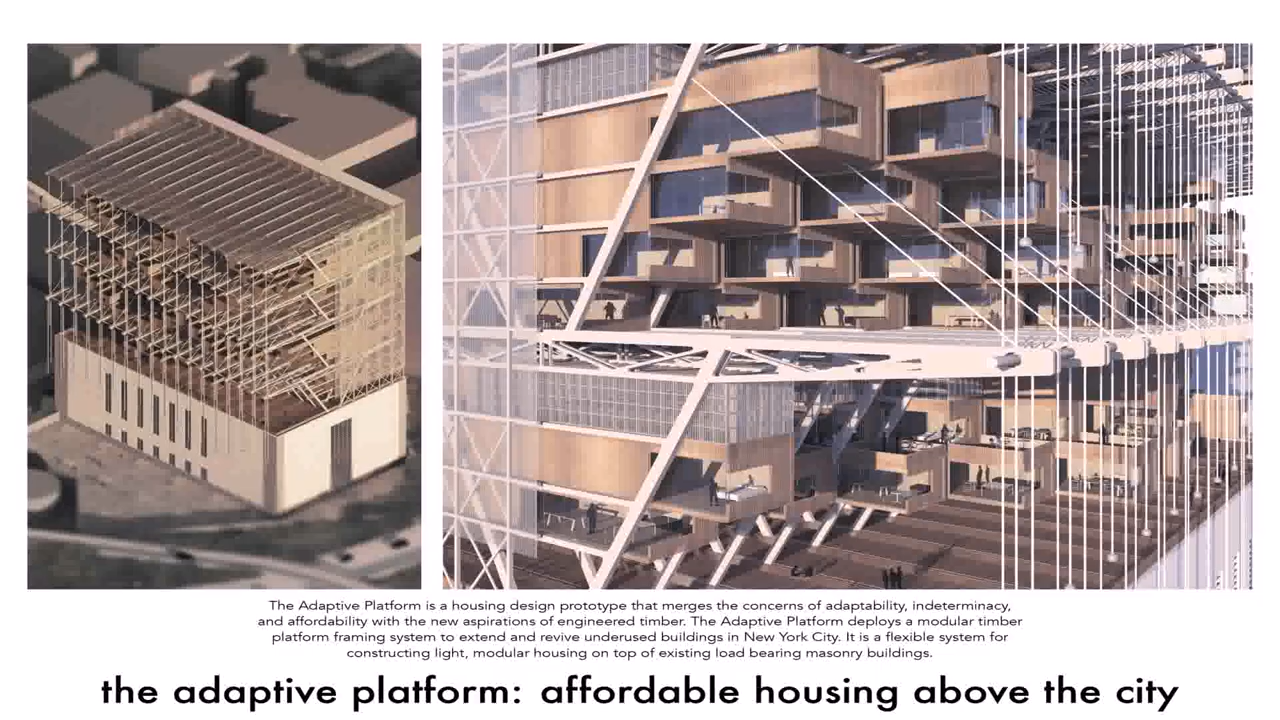 The Adaptive Platform is a housing design prototype that merges the concerns of adaptability, indeterminacy,
and affordability with the new aspirations of engineered timber. The Adaptive Platform deploys a modular timber
platform framing system to extend and revive underused buildings in New York City. It is a flexible system for
constructing light, modular housing on top of existing load bearing masonry buildings.
the adaptive platform: affordable housing above the city